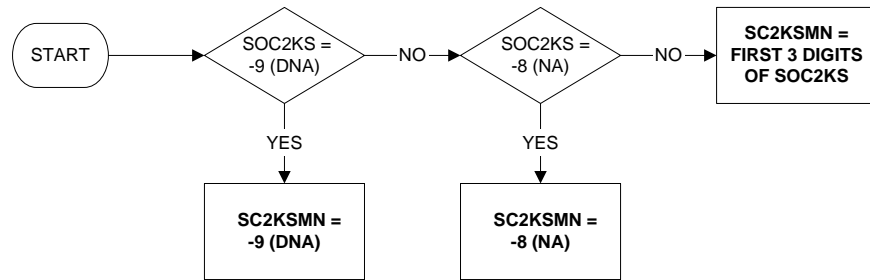 START
SOC2KS =
-9 (DNA)
NO
SOC2KS =
-8 (NA)
NO
SC2KSMN =
FIRST 3 DIGITS
OF SOC2KS
YES
YES
SC2KSMN =
-9 (DNA)
SC2KSMN =
-8 (NA)